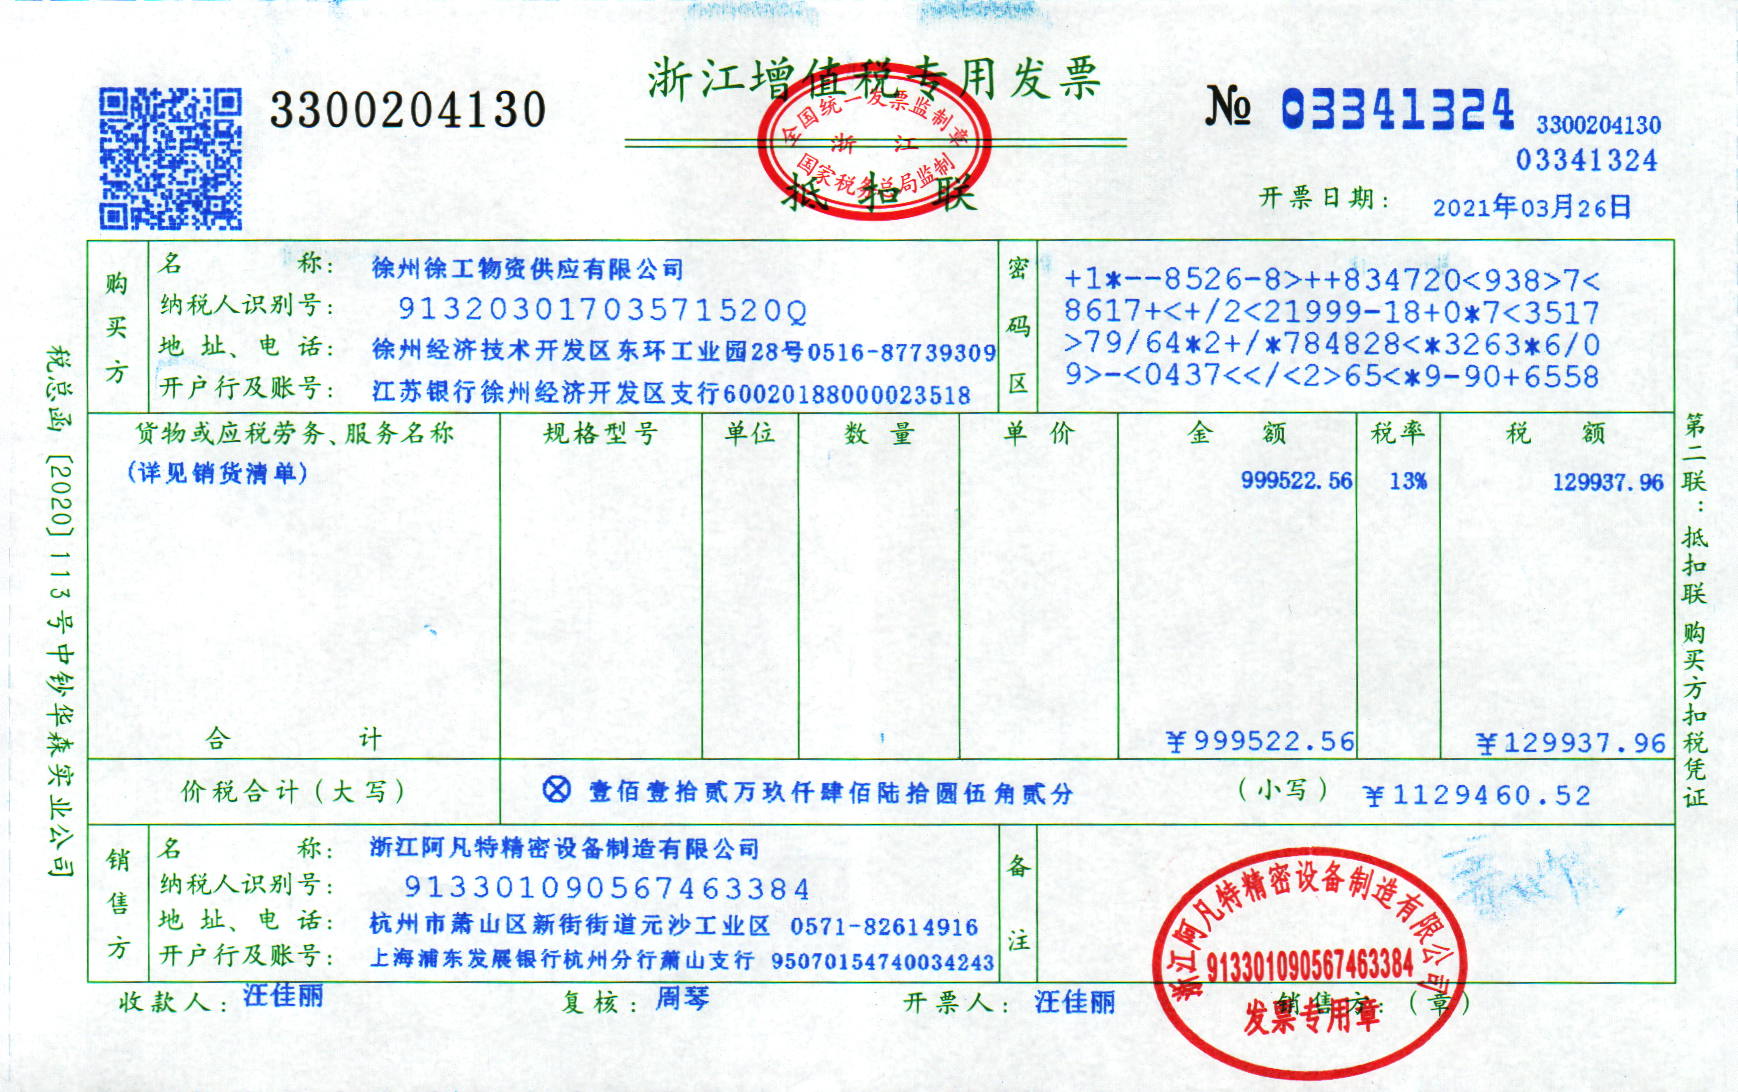 浙江增值税专用发票
3300204130
№ 03341324
3300204130
03341324
全国统一发票监制章
浙 江
国家税务总局监制
抵 扣 联
开票日期： 2021年03月26日
购买方
名 称： 徐州徐工物资供应有限公司
纳税人识别号： 91320301703571520Q
地 址、电 话： 徐州经济技术开发区东环工业园28号0516-87739309
开户行及账号： 江苏银行徐州经济开发区支行60020188000023518
密码区
+1*--8526-8>++834720<938>7<
8617+<+/2<21999-18+0*7<3517
>79/64*2+/*784828<*3263*6/0
9>-<0437<</<2>65<*9-90+6558
货物或应税劳务、服务名称 规格型号 单位 数 量 单 价 金 额 税率 税 额
(详见销货清单) 999522.56 13% 129937.96
合 计 ¥999522.56 ¥129937.96
价税合计（大写） ⊗ 壹佰壹拾贰万玖仟肆佰陆拾圆伍角贰分 （小写） ¥1129460.52
销售方
名 称： 浙江阿凡特精密设备制造有限公司
纳税人识别号： 913301090567463384
地 址、电 话： 杭州市萧山区新街街道元沙工业区 0571-82614916
开户行及账号： 上海浦东发展银行杭州分行萧山支行 95070154740034243
备注
浙江阿凡特精密设备制造有限公司
913301090567463384
发票专用章
收款人： 汪佳丽 复核： 周琴 开票人： 汪佳丽 销售方：（章）
税总函 [2020] 113号中钞华森实业公司
第二联：抵扣联 购买方扣税凭证